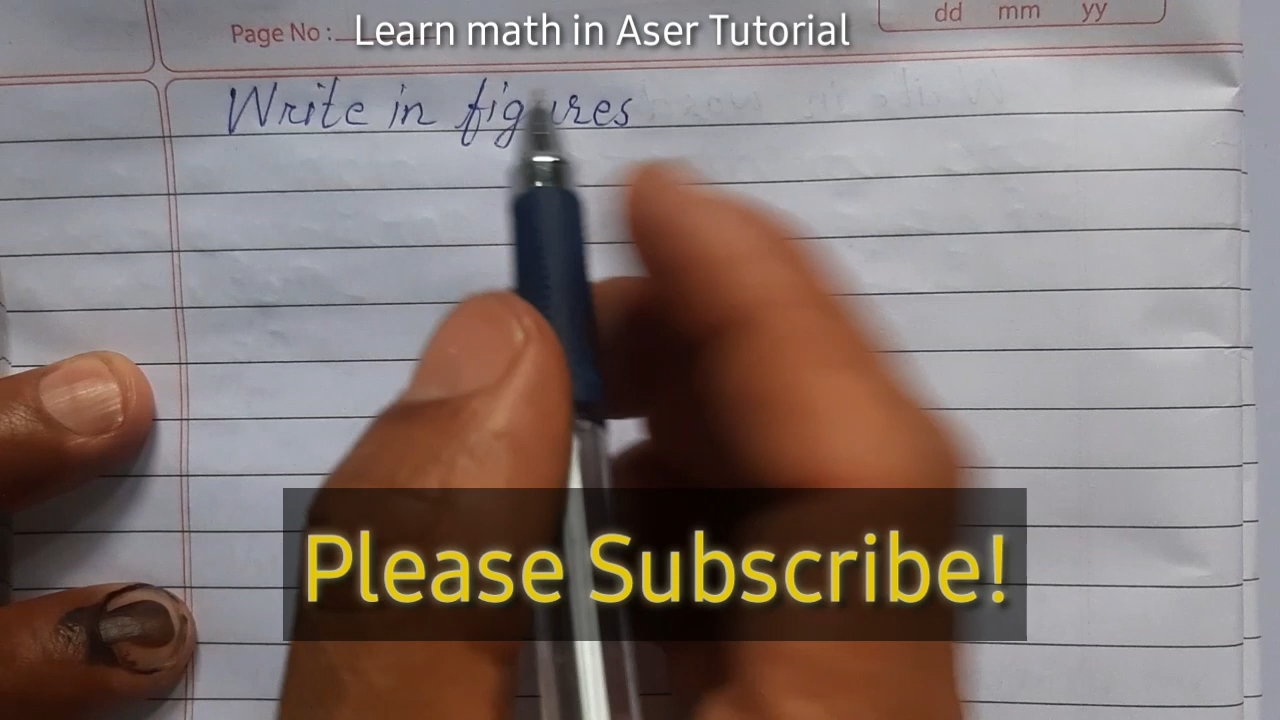 Learn math in Aser Tutorial
dd mm yy
Page No :
Write in figures
Please Subscribe!